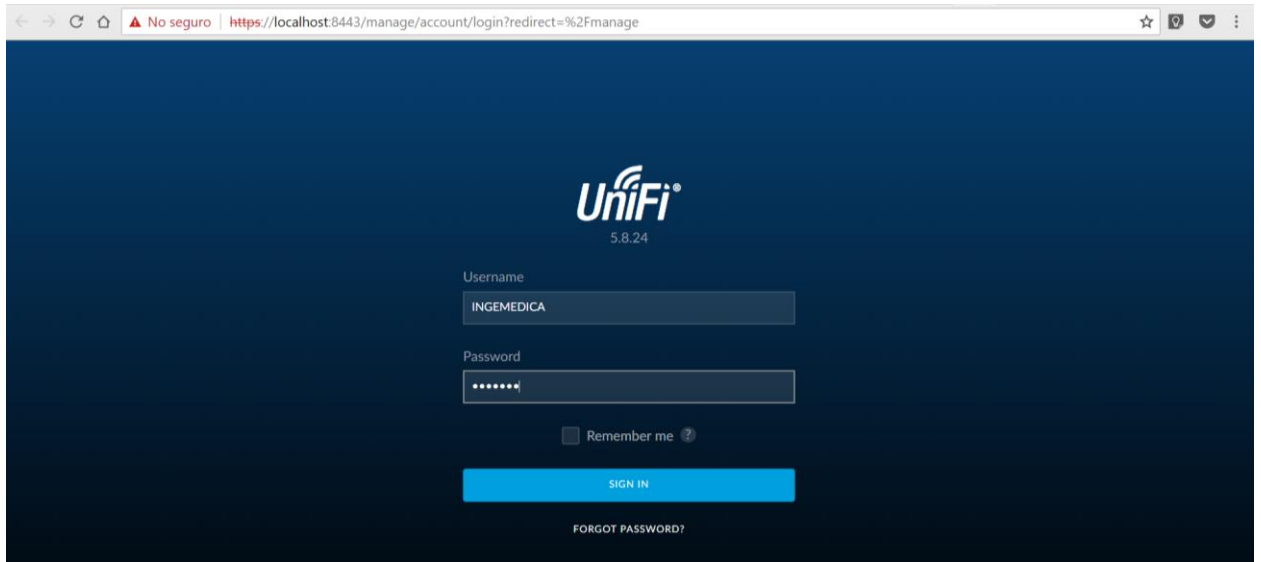 No seguro | https://localhost:8443/manage/account/login?redirect=%2Fmanage
UniFi®
5.8.24
Username
INGEMEDICA
Password
•••••••
Remember me ?
SIGN IN
FORGOT PASSWORD?